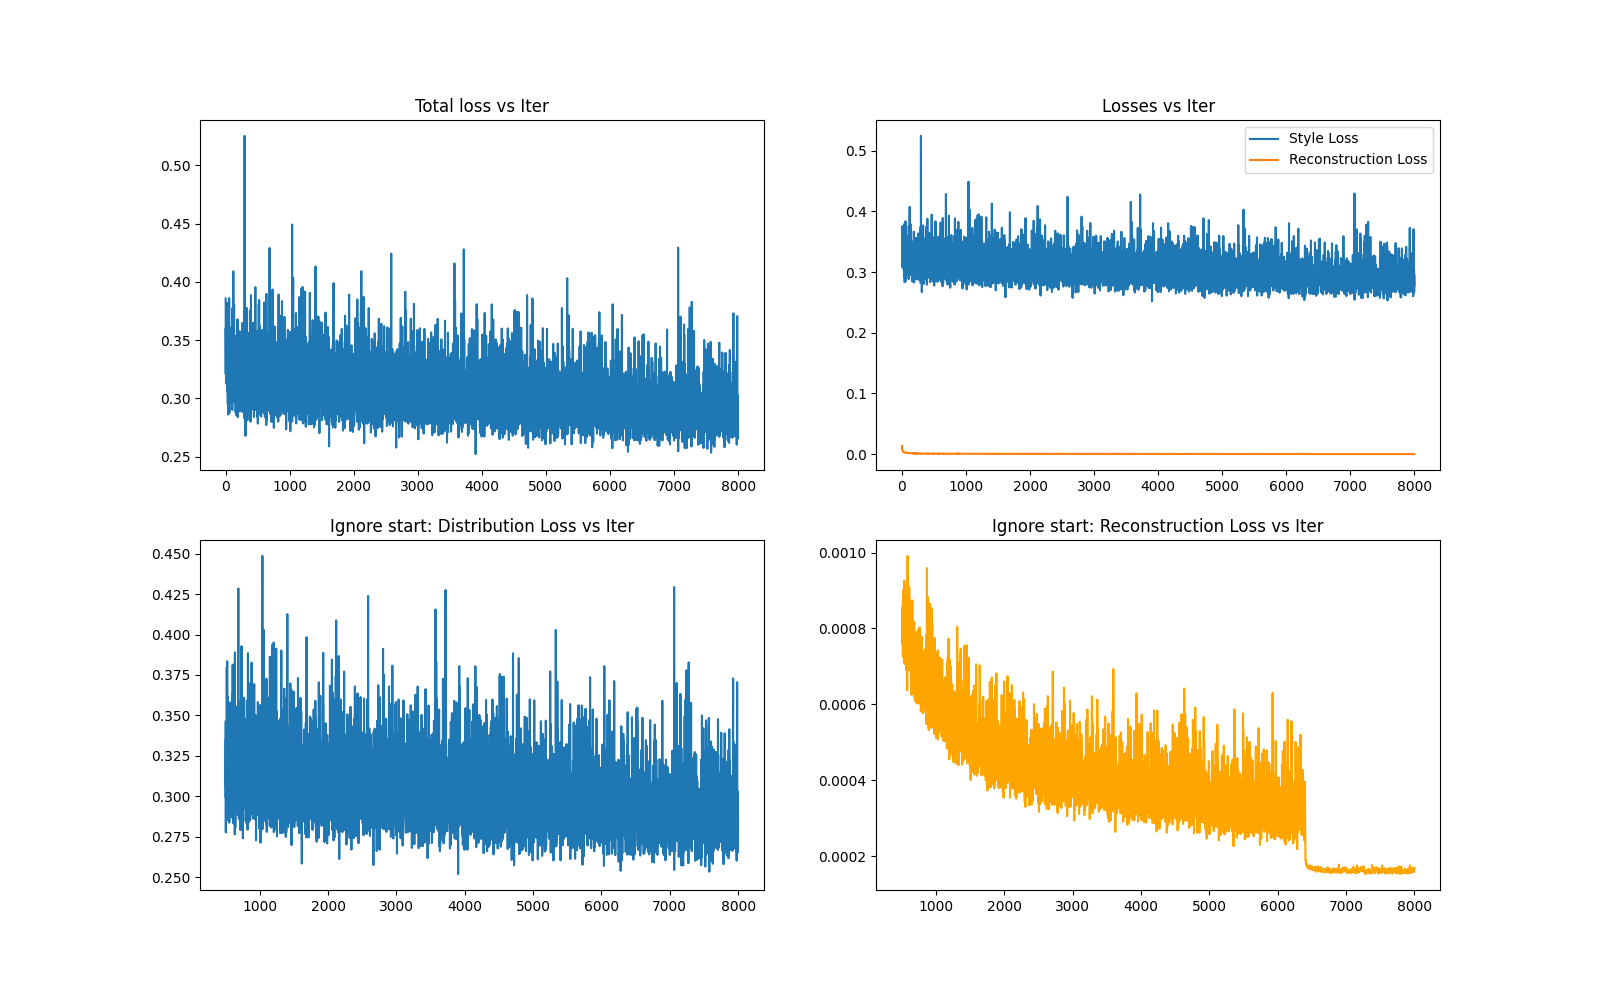 Total loss vs Iter
0.50
0.45
0.40
0.35
0.30
0.25
0 1000 2000 3000 4000 5000 6000 7000 8000
Losses vs Iter
Style Loss
Reconstruction Loss
0.5
0.4
0.3
0.2
0.1
0.0
0 1000 2000 3000 4000 5000 6000 7000 8000
Ignore start: Distribution Loss vs Iter
0.450
0.425
0.400
0.375
0.350
0.325
0.300
0.275
0.250
1000 2000 3000 4000 5000 6000 7000 8000
Ignore start: Reconstruction Loss vs Iter
0.0010
0.0008
0.0006
0.0004
0.0002
1000 2000 3000 4000 5000 6000 7000 8000